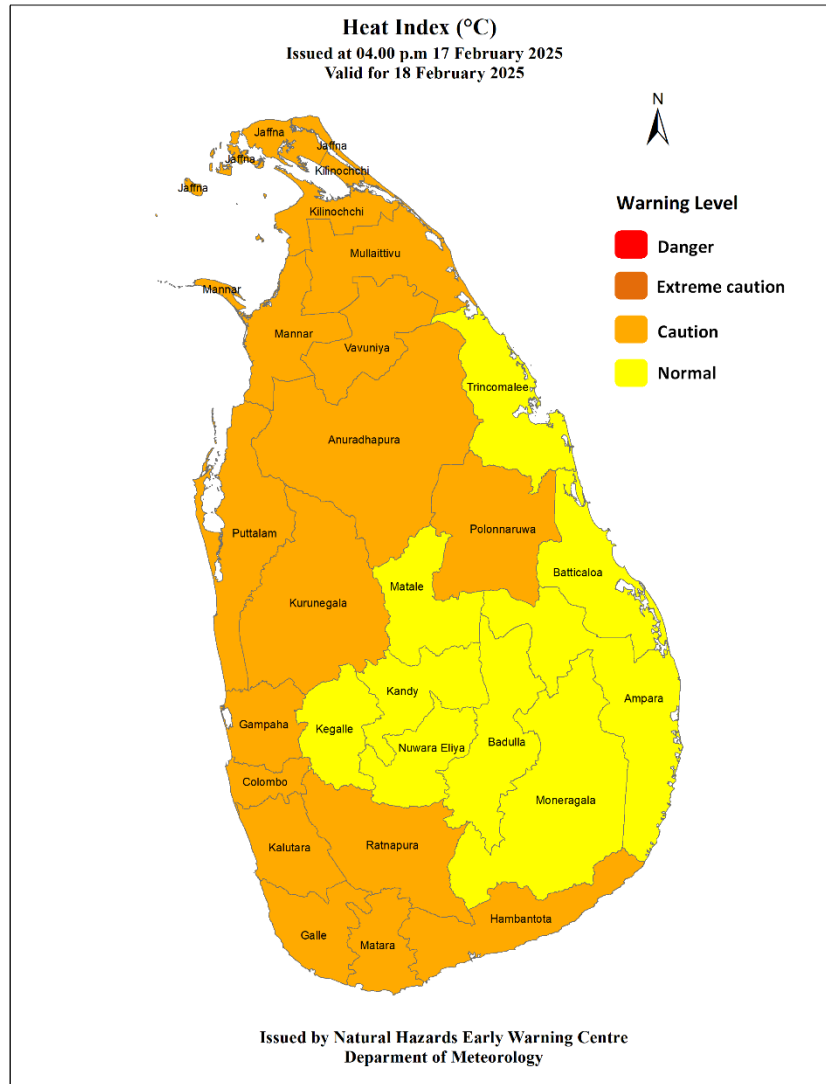 Heat Index (°C)
Issued at 04.00 p.m 17 February 2025
Valid for 18 February 2025
N
Jaffna
Jaffna
Jaffna
Kilinochchi
Jaffna
Kilinochchi
Mullaittivu
Mannar
Mannar
Vavuniya
Trincomalee
Anuradhapura
Polonnaruwa
Puttalam
Batticaloa
Matale
Kurunegala
Kandy
Ampara
Kegalle
Gampaha
Nuwara Eliya
Badulla
Colombo
Moneragala
Kalutara
Ratnapura
Hambantota
Galle
Matara
Warning Level
Danger
Extreme caution
Caution
Normal
Issued by Natural Hazards Early Warning Centre
Deparment of Meteorology